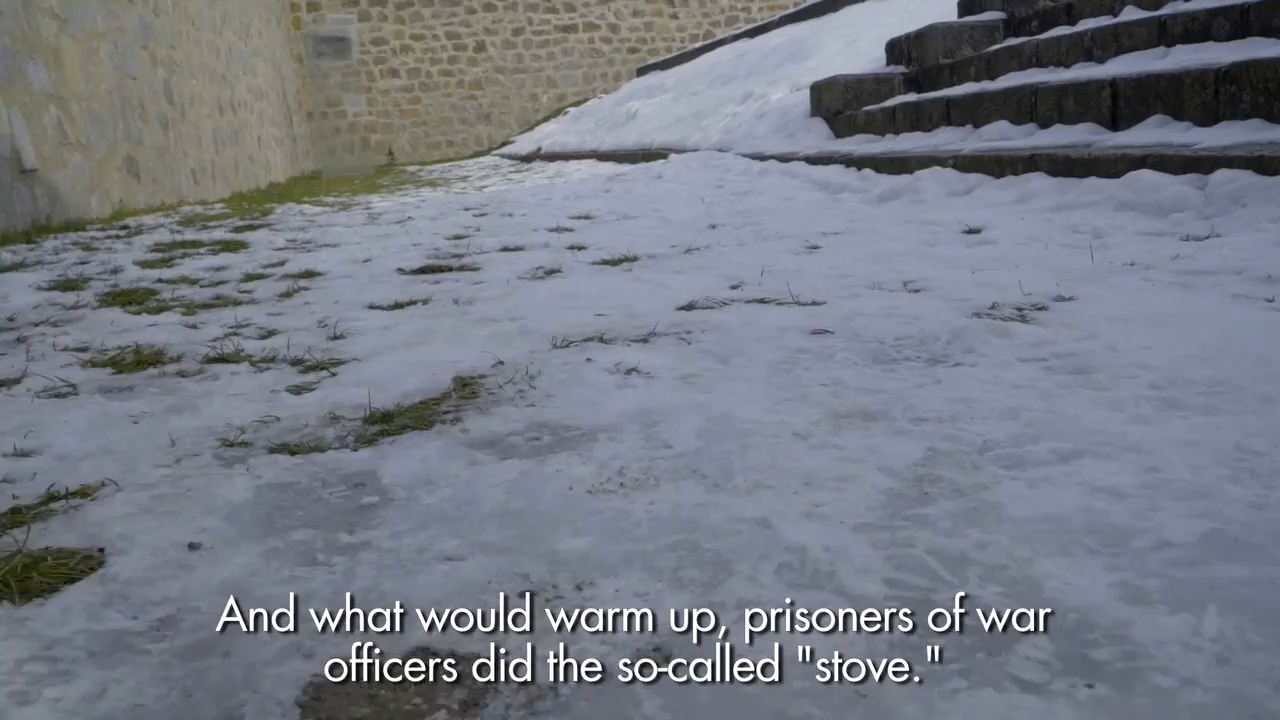 And what would warm up, prisoners of war
officers did the so-called "stove."